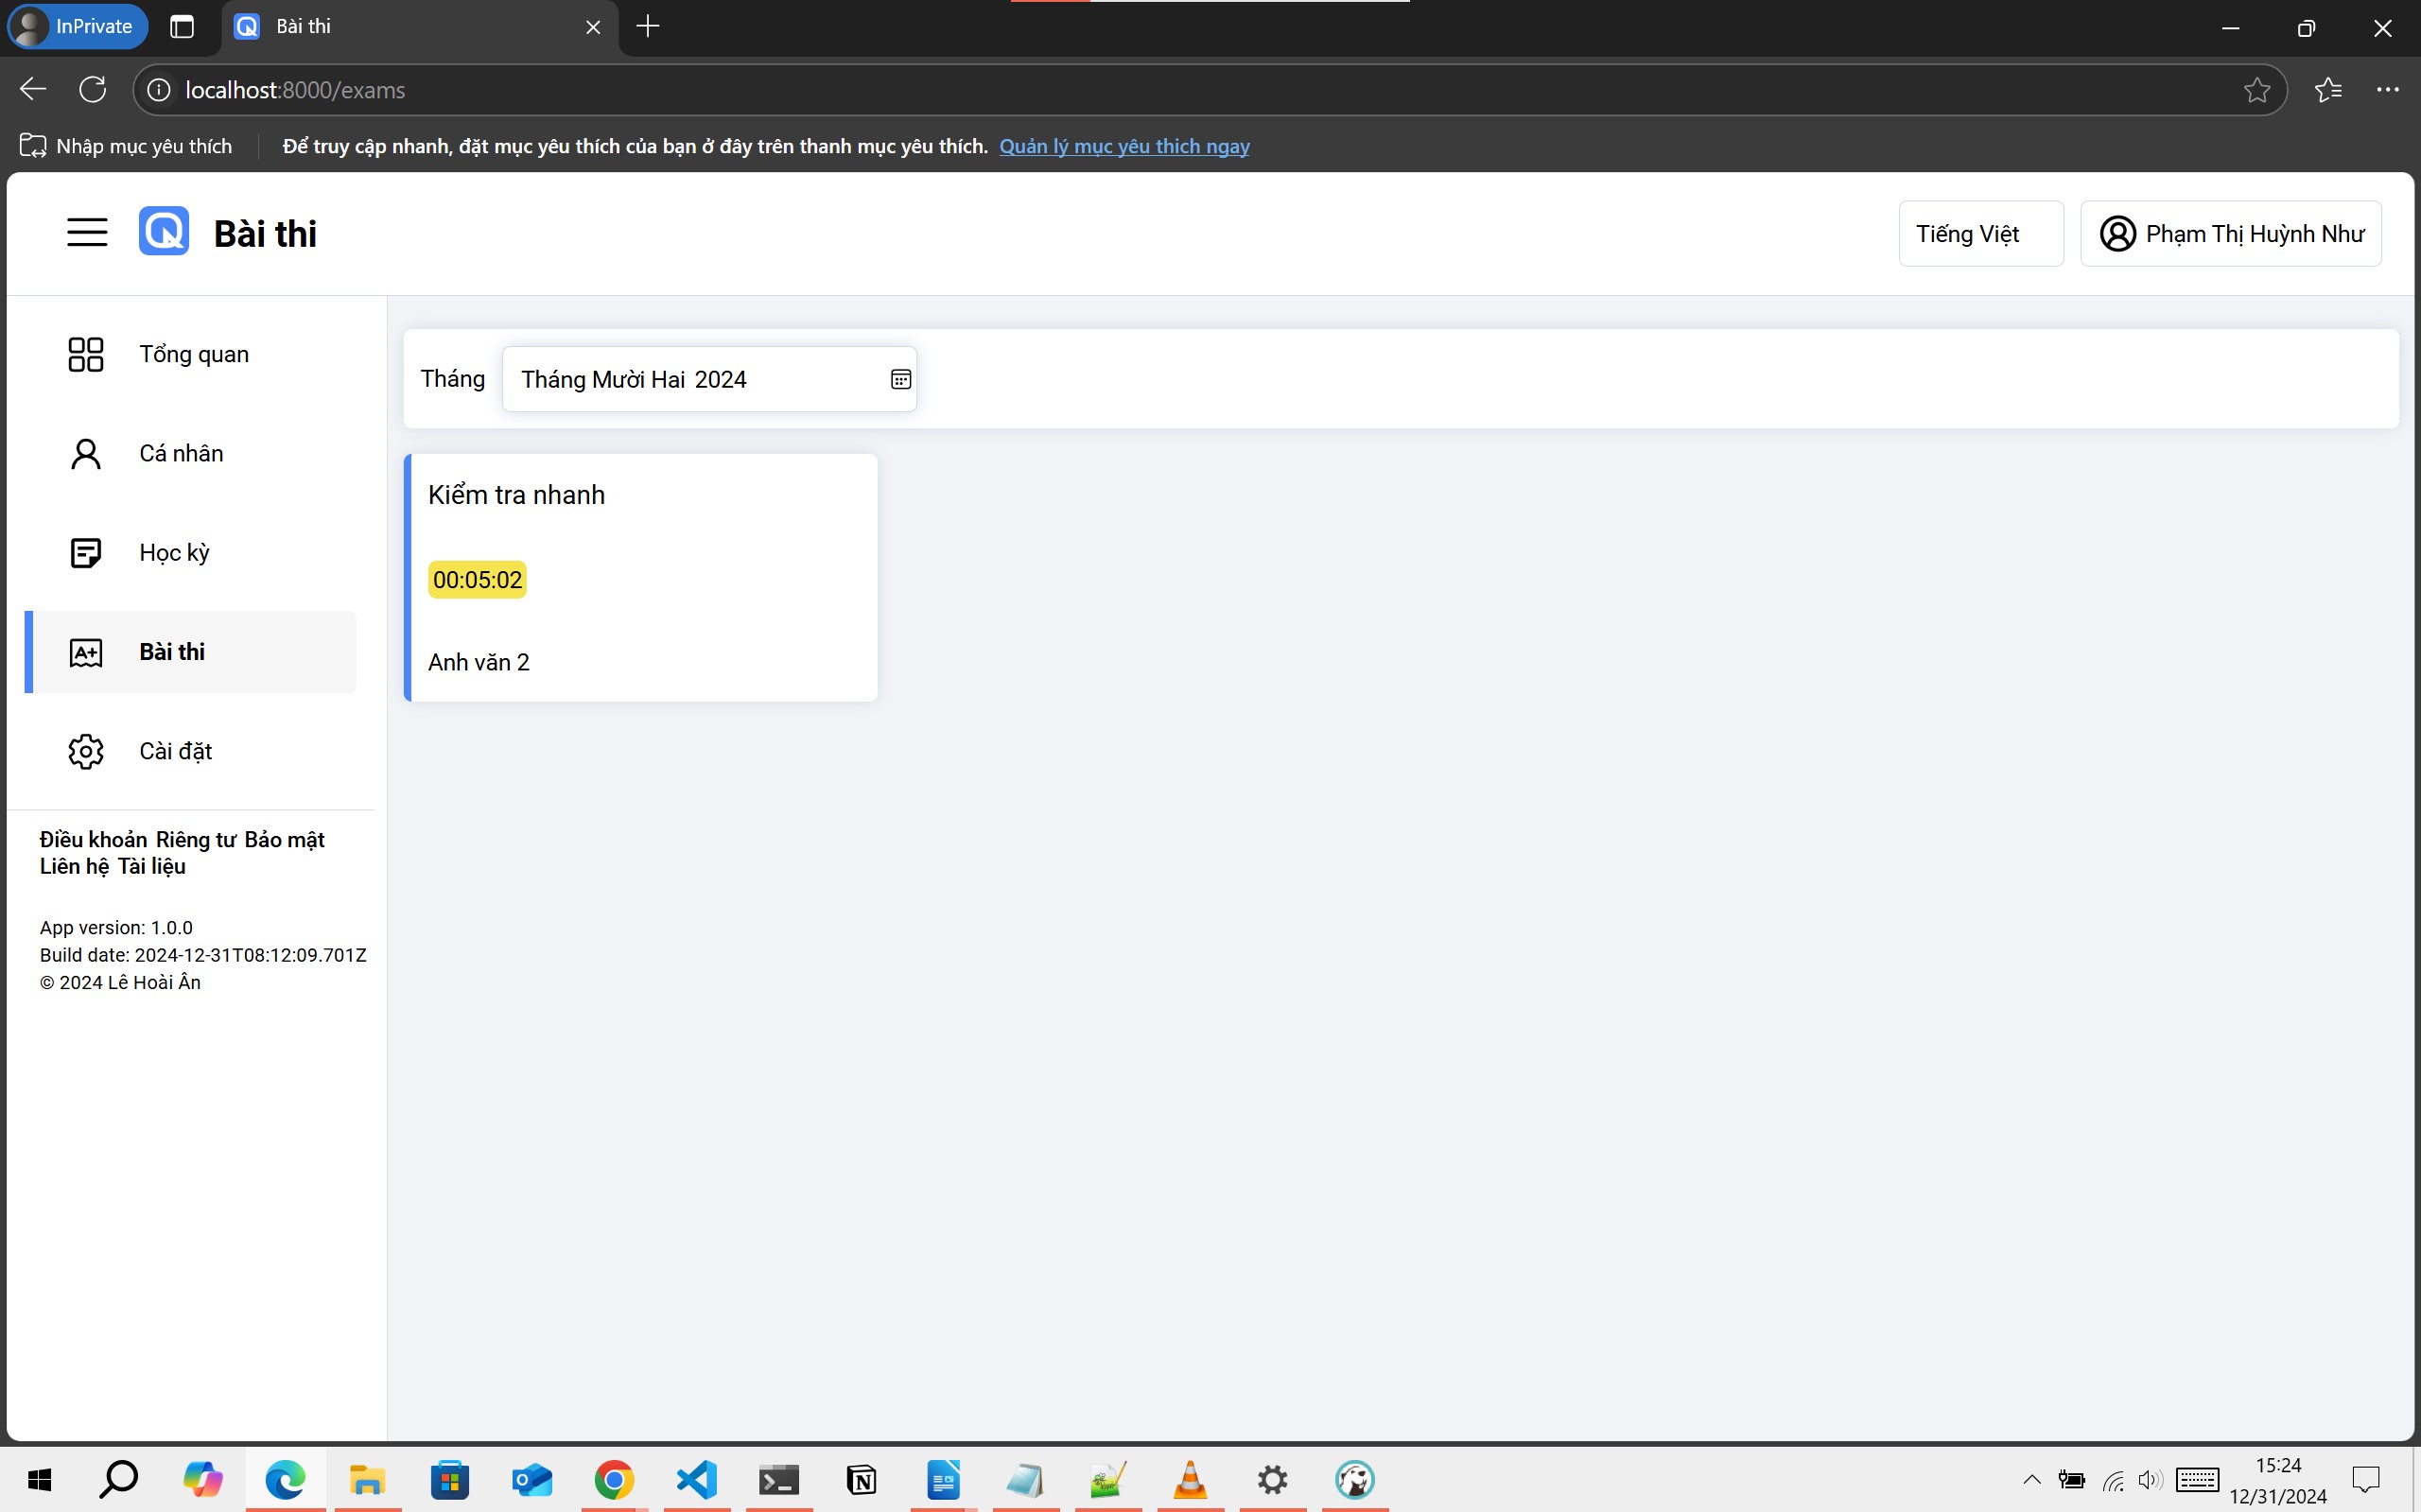 InPrivate
Bài thi
localhost:8000/exams
Nhập mục yêu thích
Để truy cập nhanh, đặt mục yêu thích của bạn ở đây trên thanh mục yêu thích. Quản lý mục yêu thích ngay
Bài thi
Tiếng Việt
Phạm Thị Huỳnh Như
Tổng quan
Cá nhân
Học kỳ
Bài thi
Cài đặt
Điều khoản Riêng tư Bảo mật
Liên hệ Tài liệu
App version: 1.0.0
Build date: 2024-12-31T08:12:09.701Z
© 2024 Lê Hoài Ân
Tháng
Tháng Mười Hai 2024
Kiểm tra nhanh
00:05:02
Anh văn 2
15:24
12/31/2024